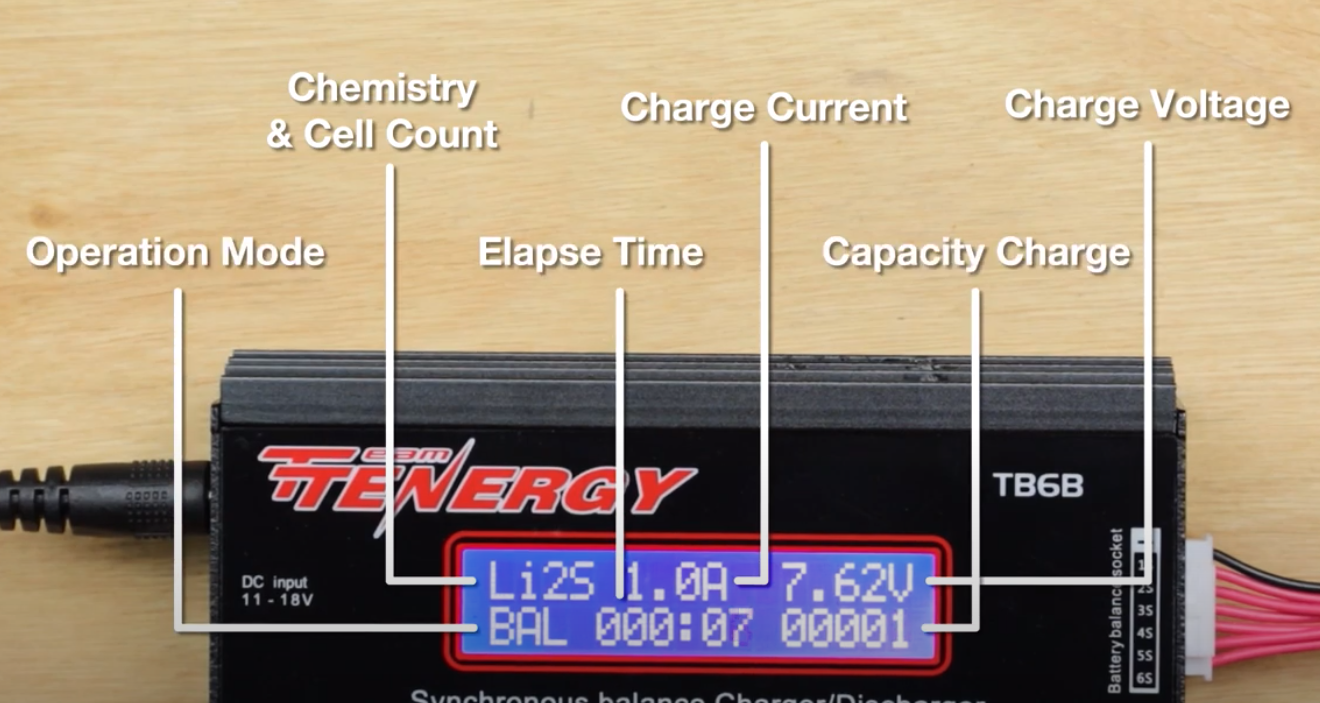 Chemistry
& Cell Count
Charge Current
Charge Voltage
Operation Mode
Elapse Time
Capacity Charge
Team
TENERGY
TB6B
DC input
11 - 18V
Li2S 1.0A 7.62V
BAL 000:07 00001
Battery balance socket
2S
3S
4S
5S
6S
Synchronous balance Charger/Discharger